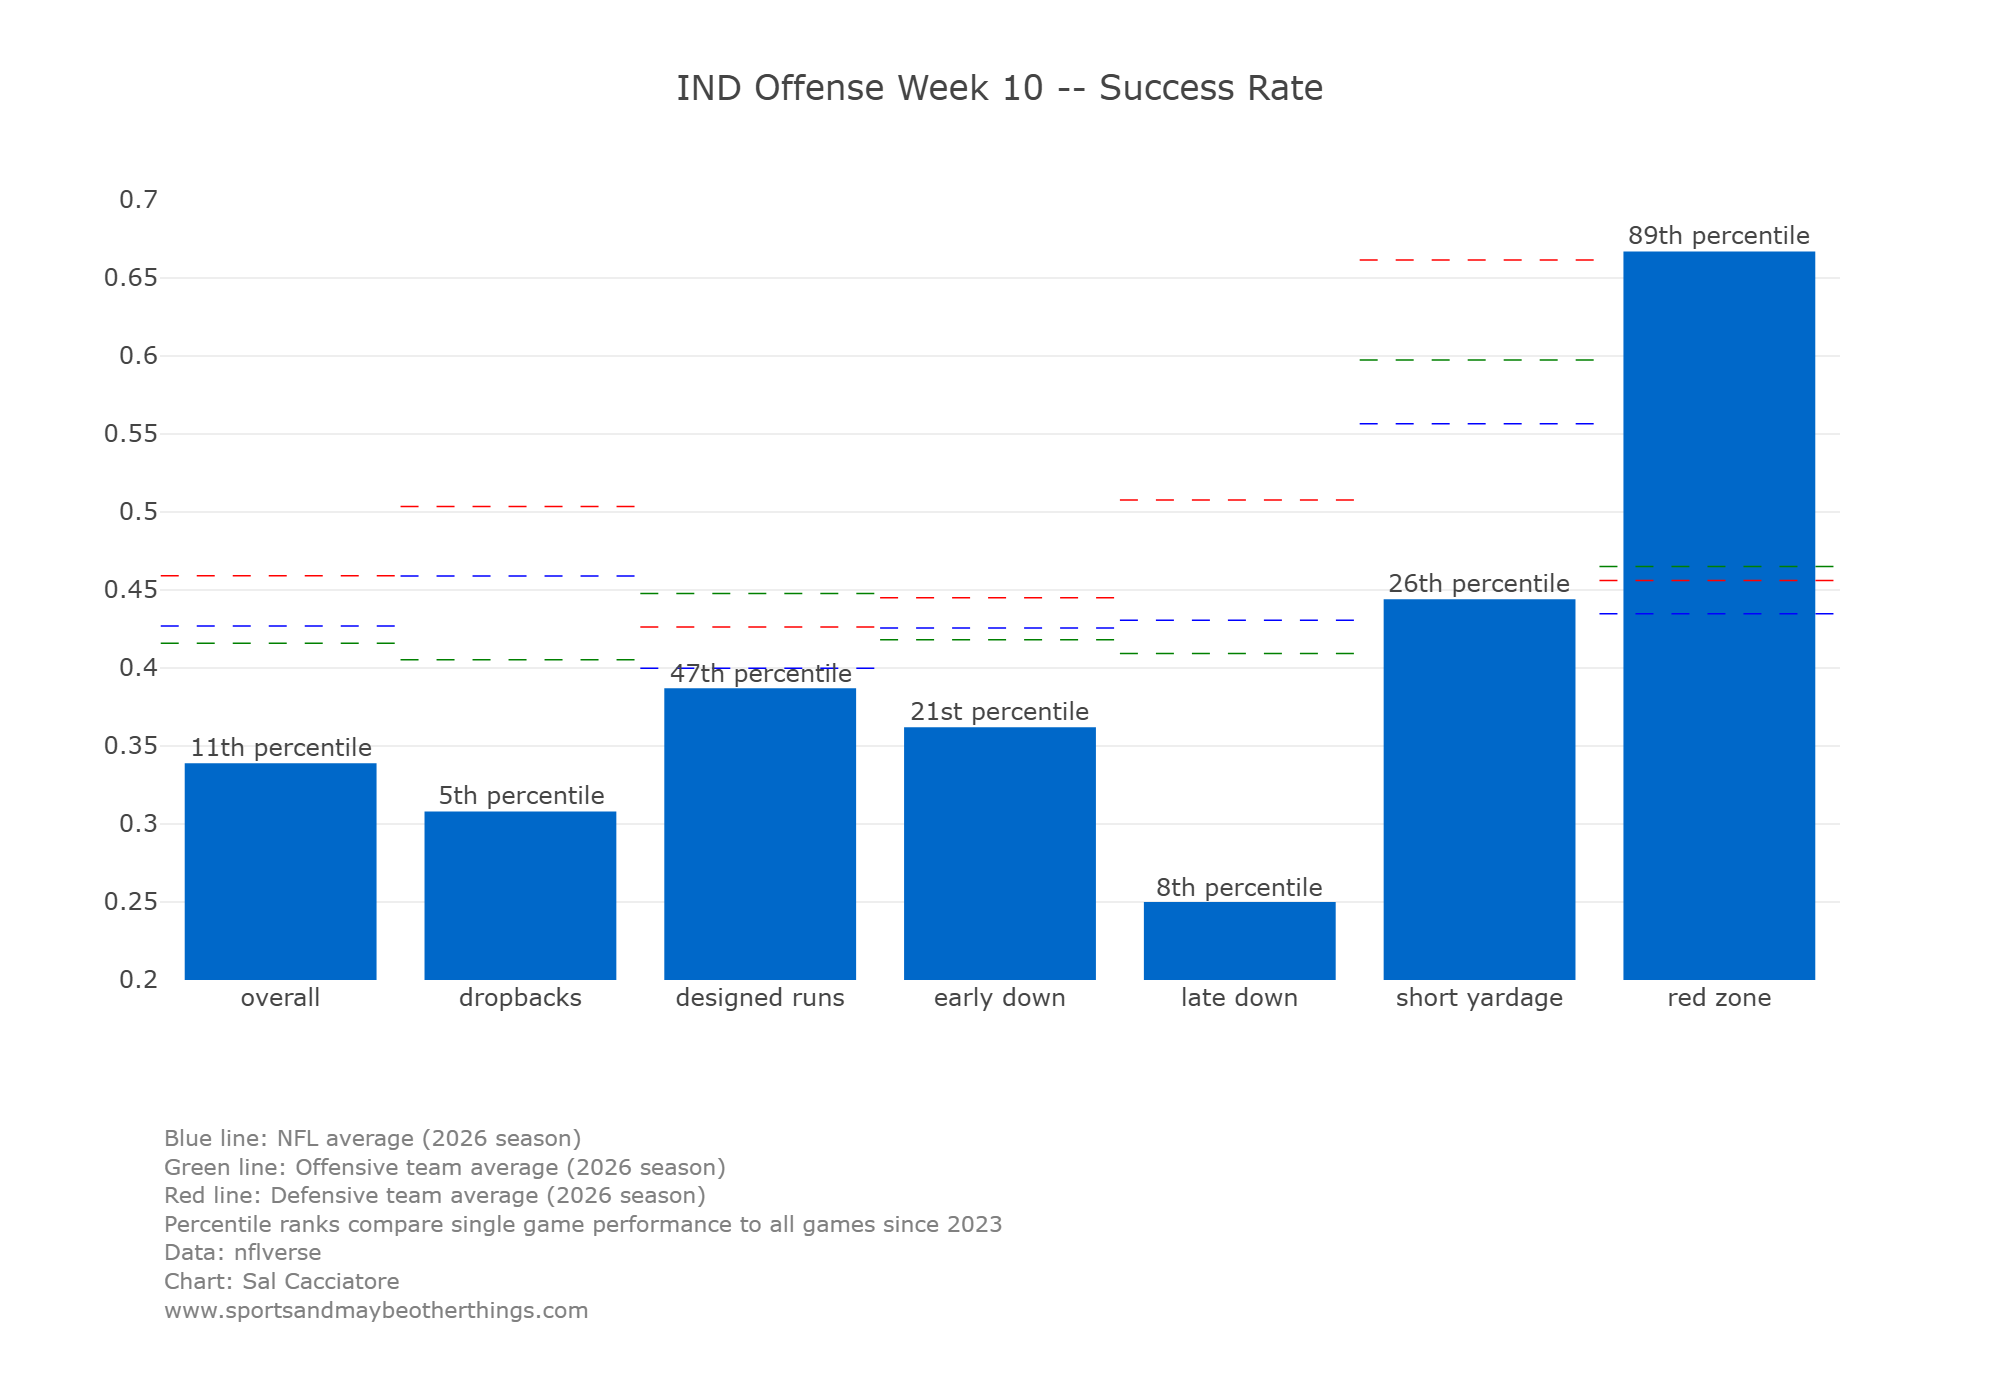 IND Offense Week 10 -- Success Rate
0.7
0.65
0.6
0.55
0.5
0.45
0.4
0.35
0.3
0.25
0.2
11th percentile
5th percentile
47th percentile
21st percentile
8th percentile
26th percentile
89th percentile
overall
dropbacks
designed runs
early down
late down
short yardage
red zone
Blue line: NFL average (2026 season)
Green line: Offensive team average (2026 season)
Red line: Defensive team average (2026 season)
Percentile ranks compare single game performance to all games since 2023
Data: nflverse
Chart: Sal Cacciatore
www.sportsandmaybeotherthings.com